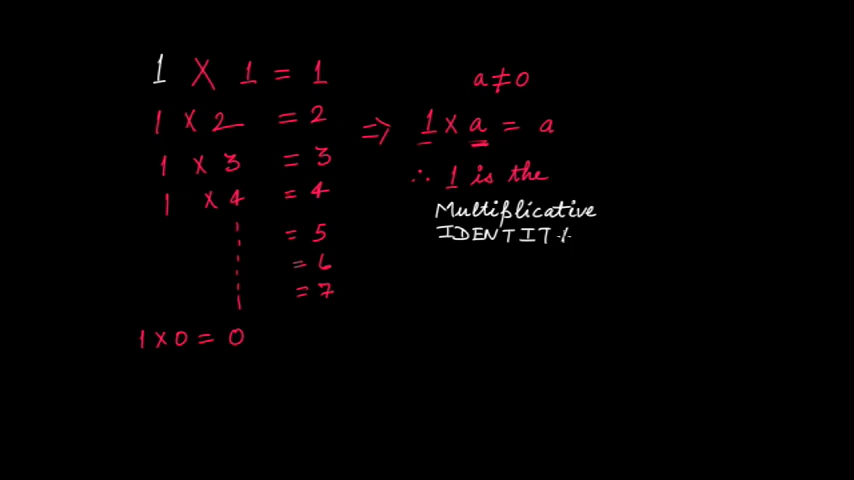 1 X 1 = 1
1 X 2 = 2
1 X 3 = 3
1 X 4 = 4
= 5
= 6
= 7
1 X 0 = 0
a ≠ 0
⇒ 1 X a = a
∴ 1 is the
Multiplicative
IDENTITY